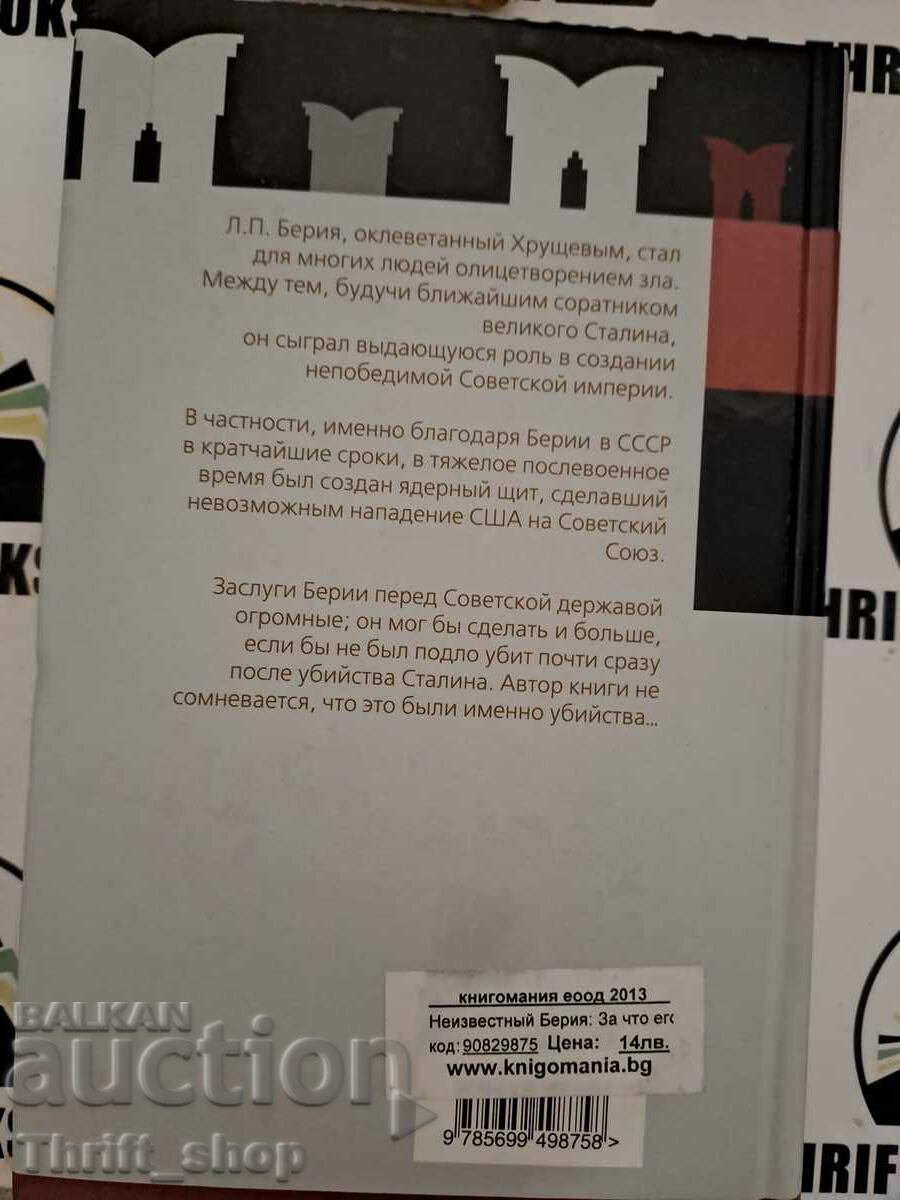 OKS
HRI
Л.П. Берия, оклеветанный Хрущевым, стал
для многих людей олицетворением зла.
Между тем, будучи ближайшим соратником
великого Сталина,
он сыграл выдающуюся роль в создании
непобедимой Советской империи.
В частности, именно благодаря Берии в СССР
в кратчайшие сроки, в тяжелое послевоенное
время был создан ядерный щит, сделавший
невозможным нападение США на Советский
Союз.
KS
HRIF
Заслуги Берии перед Советской державой
огромные; он мог бы сделать и больше,
если бы не был подло убит почти сразу
после убийства Сталина. Автор книги не
сомневается, что это были именно убийства...
книгомания еоод 2013
Неизвестный Берия: За что его
код: 90829875 Цена: 14лв.
www.knigomania.bg
9 785699 498758 >
BALKAN
auction
Thrift_shop
HRIF